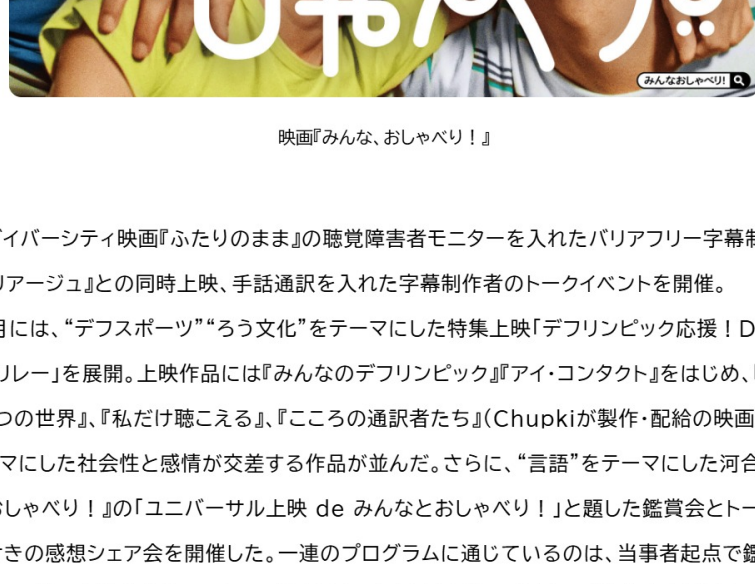 しゃべり
みんなおしゃべり!
映画『みんな、おしゃべり！』
イバーシティ映画『ふたりのまま』の聴覚障害者モニターを入れたバリアフリー字幕制
リアージュ』との同時上映、手話通訳を入れた字幕制作者のトークイベントを開催。
月には、“デフスポーツ”“ろう文化”をテーマにした特集上映「デフリンピック応援！D
リレー」を展開。上映作品には『みんなのデフリンピック』『アイ・コンタクト』をはじめ、
つの世界』、『私だけ聴こえる』、『こころの通訳者たち』（Chupkiが製作・配給の映画
マにした社会性と感情が交差する作品が並んだ。さらに、“言語”をテーマにした河合
しゃべり！』の「ユニバーサル上映 de みんなとおしゃべり！」と題した鑑賞会とトー
きの感想シェア会を開催した。一連のプログラムに通じているのは、当事者起点で鑑